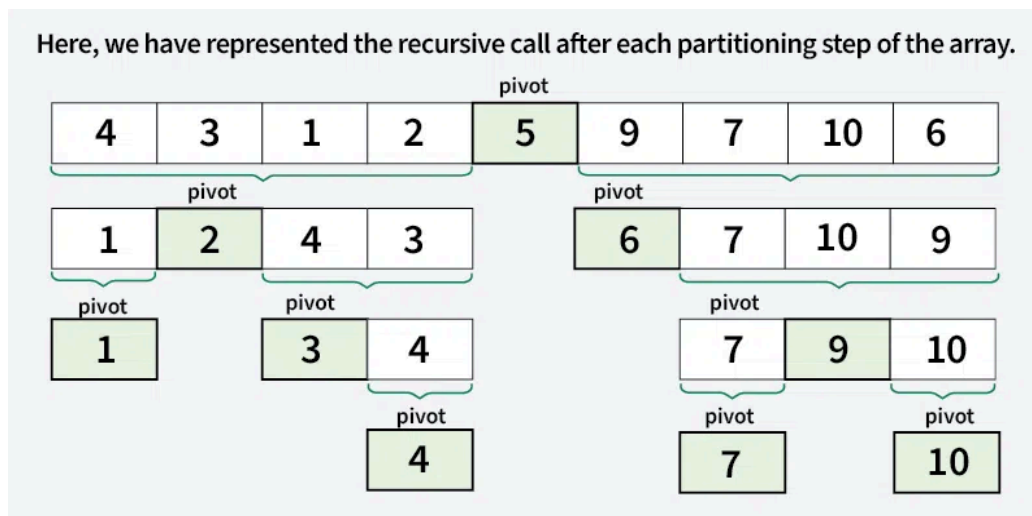 Here, we have represented the recursive call after each partitioning step of the array.
pivot
4 3 1 2 5 9 7 10 6
pivot pivot
1 2 4 3 6 7 10 9
pivot pivot pivot
1 3 4 7 9 10
pivot pivot pivot
4 7 10